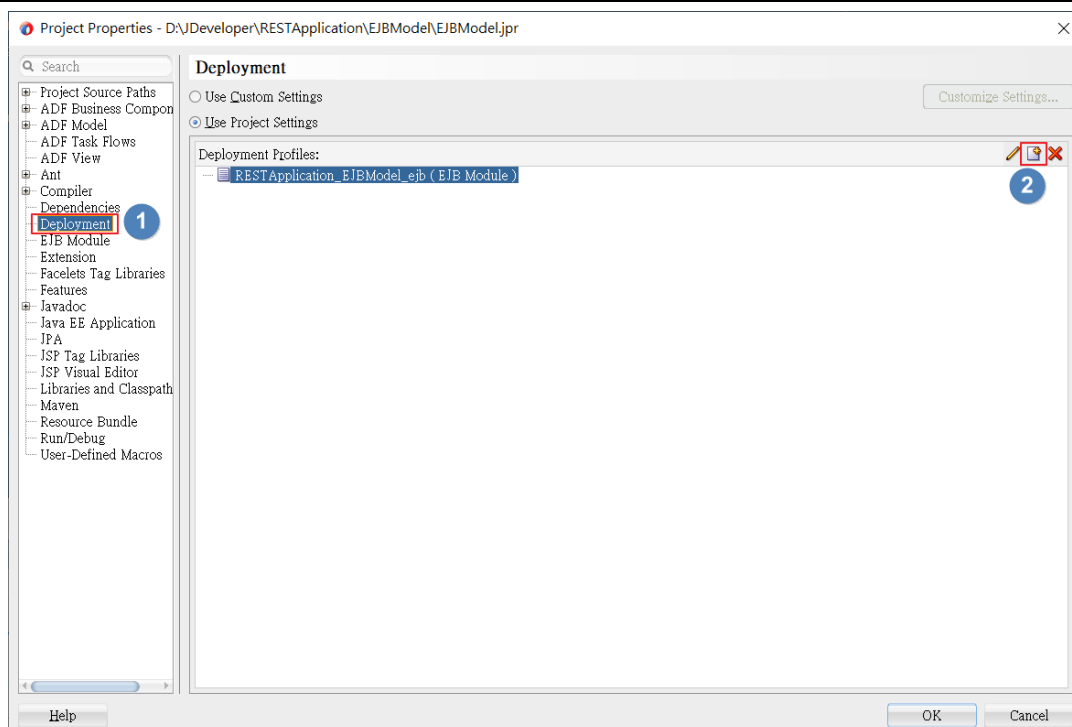 Project Properties - D:\JDeveloper\RESTApplication\EJBModel\EJBModel.jpr
Search
Project Source Paths
ADF Business Compon
ADF Model
ADF Task Flows
ADF View
Ant
Compiler
Dependencies
Deployment
1
EJB Module
Extension
Facelets Tag Libraries
Features
Javadoc
Java EE Application
JPA
JSP Tag Libraries
JSP Visual Editor
Libraries and Classpath
Maven
Resource Bundle
Run/Debug
User-Defined Macros
Deployment
Use Custom Settings
Customize Settings...
Use Project Settings
Deployment Profiles:
RESTApplication_EJBModel_ejb ( EJB Module )
2
Help
OK
Cancel